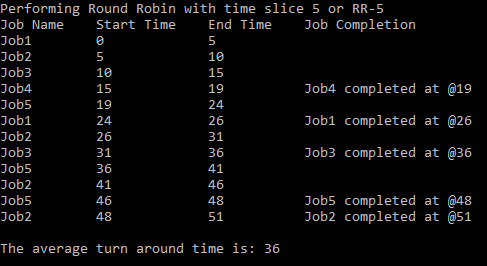 Performing Round Robin with time slice 5 or RR-5
Job Name Start Time End Time Job Completion
Job1 0 5
Job2 5 10
Job3 10 15
Job4 15 19 Job4 completed at @19
Job5 19 24
Job1 24 26 Job1 completed at @26
Job2 26 31
Job3 31 36 Job3 completed at @36
Job5 36 41
Job2 41 46
Job5 46 48 Job5 completed at @48
Job2 48 51 Job2 completed at @51
The average turn around time is: 36